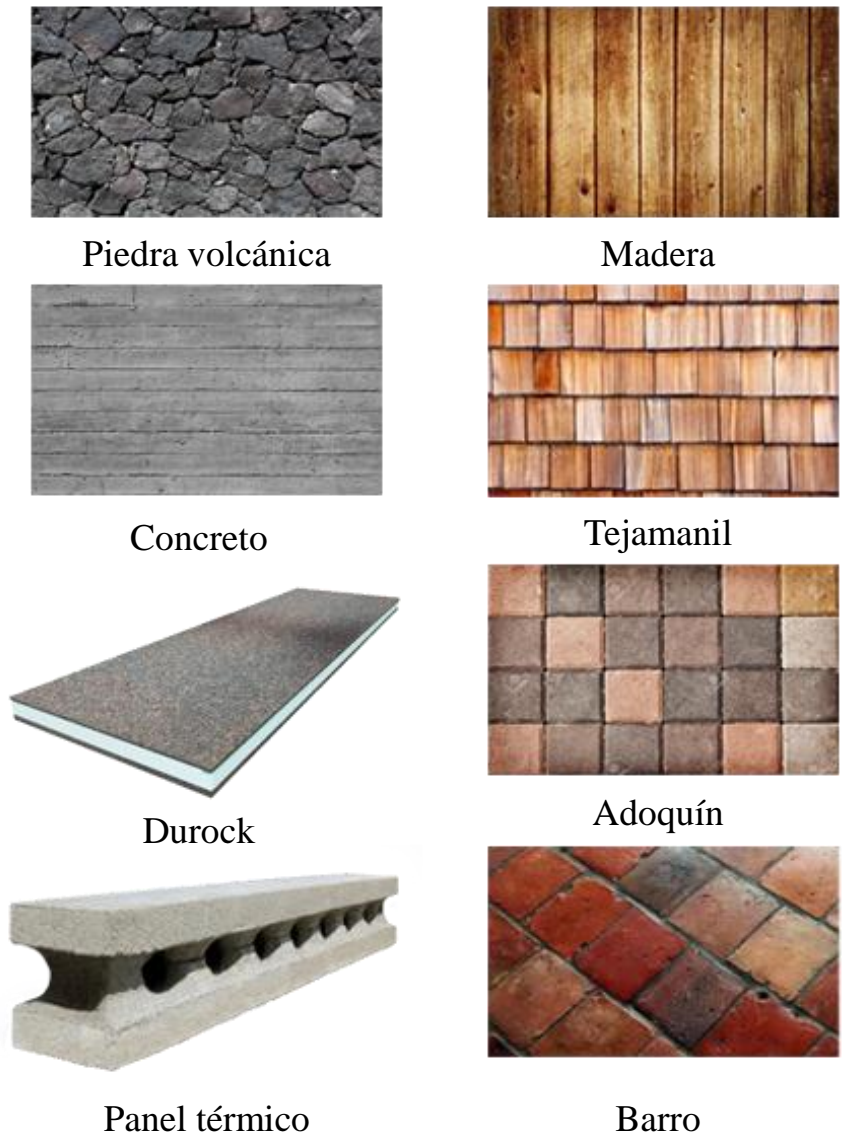 Piedra volcánica
Madera
Concreto
Tejamanil
Durock
Adoquín
Panel térmico
Barro